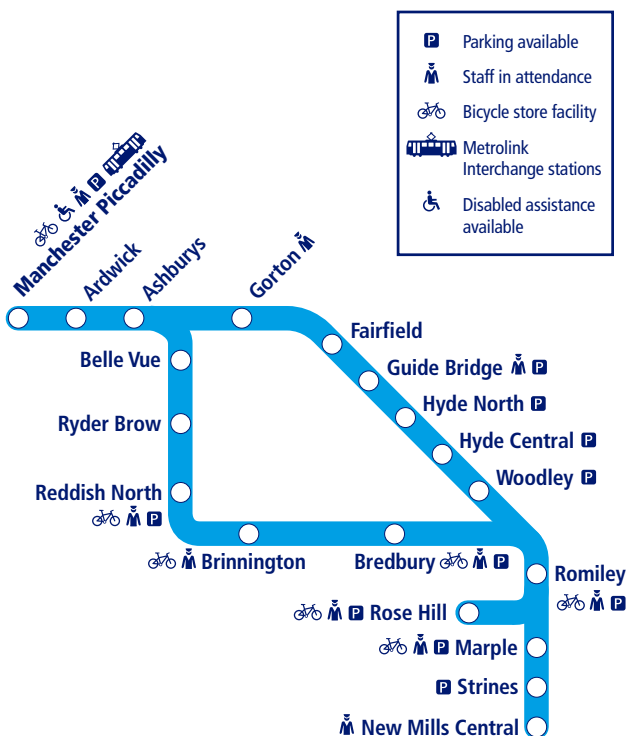 P Parking available
Staff in attendance
Bicycle store facility
Metrolink
Interchange stations
Disabled assistance
available
P
Manchester Piccadilly
Ardwick
Ashburys
Gorton
Fairfield
Belle Vue
Guide Bridge P
Hyde North P
Ryder Brow
Hyde Central P
Woodley P
Reddish North
P
Brinnington
Bredbury P
Romiley
P
P Rose Hill
P Marple
P Strines
New Mills Central